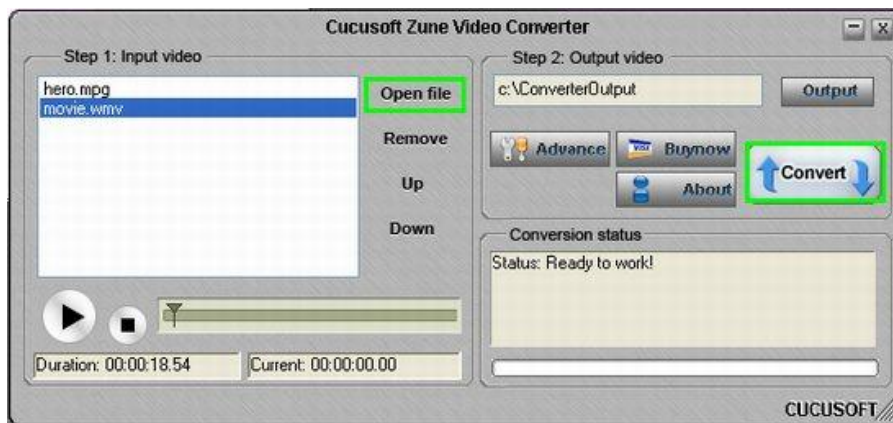 Cucusoft Zune Video Converter
Step 1: Input video
hero.mpg
movie.wmv
Open file
Remove
Up
Down
Duration: 00:00:18.54
Current: 00:00:00.00
Step 2: Output video
c:\ConverterOutput
Output
Advance
VISA
Buynow
About
Convert
Conversion status
Status: Ready to work!
CUCUSOFT